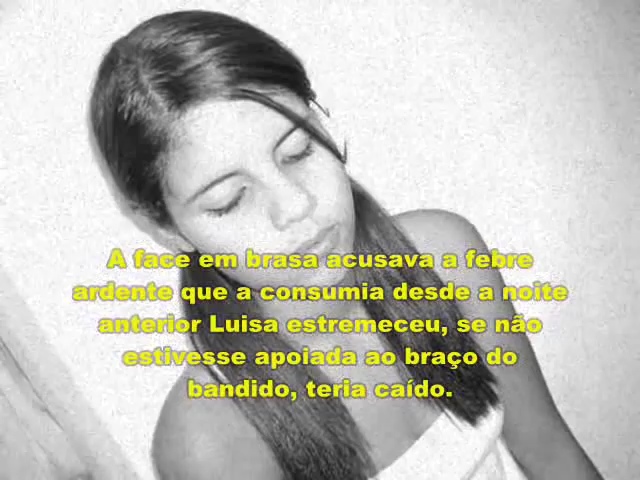 A face em brasa acusava a febre
ardente que a consumia desde a noite
anterior Luisa estremeceu, se não
estivesse apoiada ao braço do
bandido, teria caído.